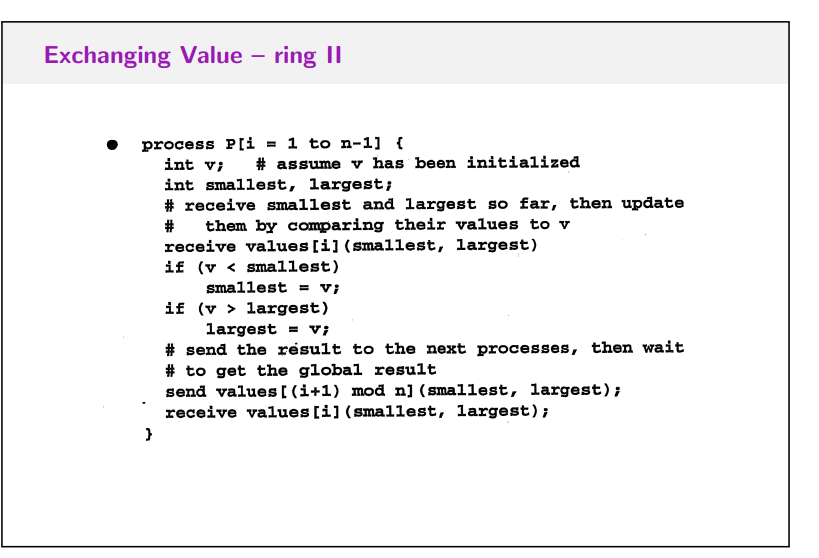 Exchanging Value – ring II
● process P[i = 1 to n-1] {
int v;   # assume v has been initialized
int smallest, largest;
# receive smallest and largest so far, then update
#   them by comparing their values to v
receive values[i](smallest, largest)
if (v < smallest)
smallest = v;
if (v > largest)
largest = v;
# send the result to the next processes, then wait
# to get the global result
send values[(i+1) mod n](smallest, largest);
receive values[i](smallest, largest);
}